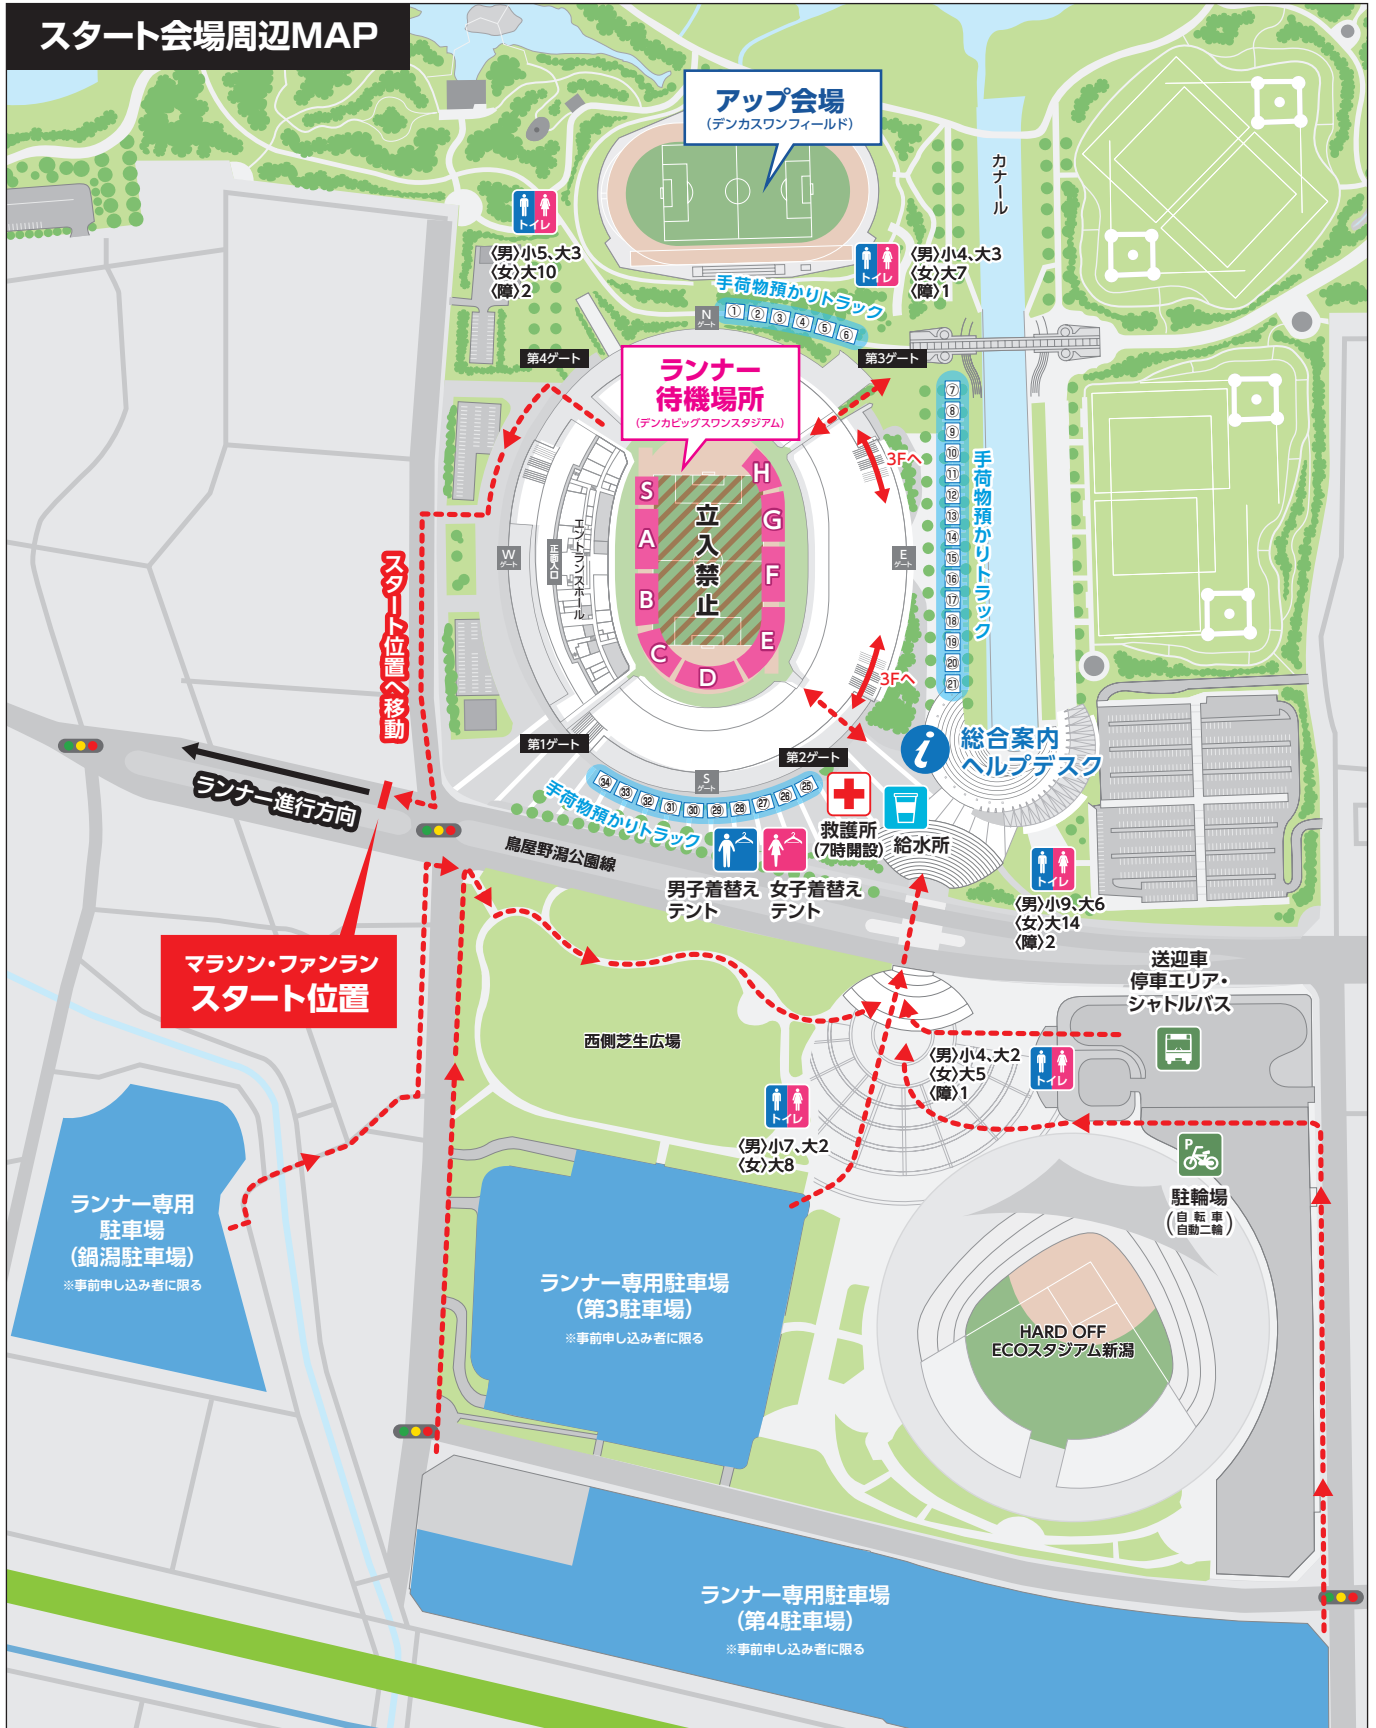 スタート会場周辺MAP
アップ会場
(デンカスワンフィールド)
カナール
トイレ
〈男〉小5、大3
〈女〉大10
〈障〉2
トイレ
〈男〉小4、大3
〈女〉大7
〈障〉1
手荷物預かりトラック
① ② ③ ④ ⑤ ⑥
N
ゲート
第4ゲート
第3ゲート
ランナー
待機場所
(デンカビッグスワンスタジアム)
3Fへ
⑦
⑧
⑨
⑩
⑪
⑫
⑬
⑭
⑮
⑯
⑰
⑱
⑲
⑳
㉑
手荷物預かりトラック
S
A
B
C
D
E
F
G
H
立入禁止
エントランスホール
正面入口
W
ゲート
E
ゲート
スタート位置へ移動
3Fへ
第1ゲート
第2ゲート
S
ゲート
㉞ ㉝ ㉜ ㉛ ㉚ ㉙ ㉘ ㉗ ㉖ ㉕
手荷物預かりトラック
総合案内
ヘルプデスク
救護所
(7時開設)
給水所
男子着替え
テント
女子着替え
テント
ランナー進行方向
鳥屋野潟公園線
トイレ
〈男〉小9、大6
〈女〉大14
〈障〉2
マラソン・ファンラン
スタート位置
送迎車
停車エリア・
シャトルバス
西側芝生広場
〈男〉小4、大2
〈女〉大5
〈障〉1
トイレ
トイレ
〈男〉小7、大2
〈女〉大8
P
駐輪場
(自転車
自動二輪)
ランナー専用
駐車場
(鍋潟駐車場)
※事前申し込み者に限る
ランナー専用駐車場
(第3駐車場)
※事前申し込み者に限る
HARD OFF
ECOスタジアム新潟
ランナー専用駐車場
(第4駐車場)
※事前申し込み者に限る